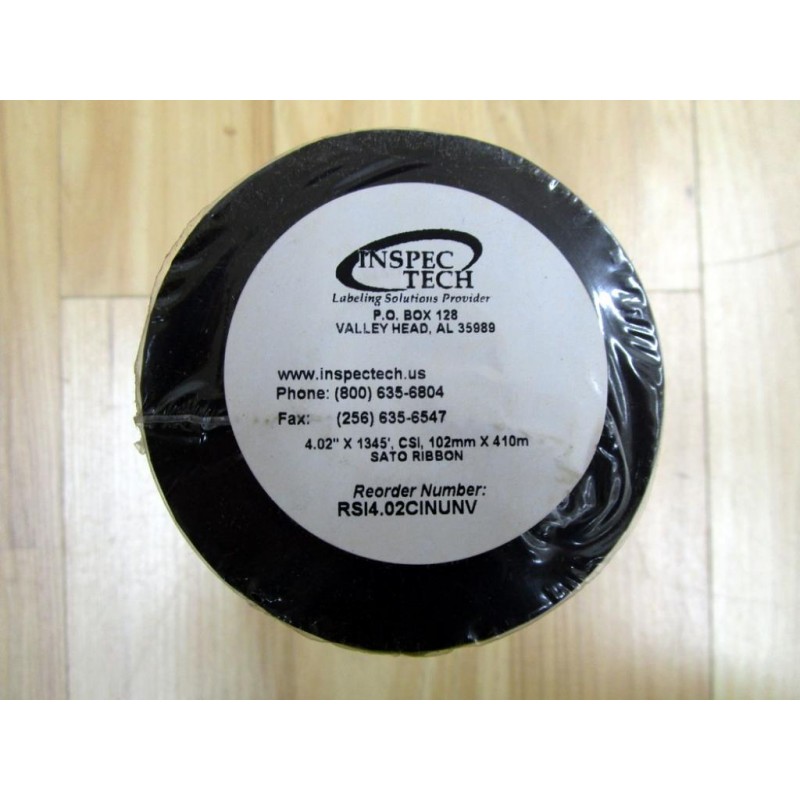 INSPEC
TECH
Labeling Solutions Provider
P.O. BOX 128
VALLEY HEAD, AL 35989
www.inspectech.us
Phone: (800) 635-6804
Fax: (256) 635-6547
4.02" X 1345', CSI, 102mm X 410m
SATO RIBBON
Reorder Number:
RSI4.02CINUNV